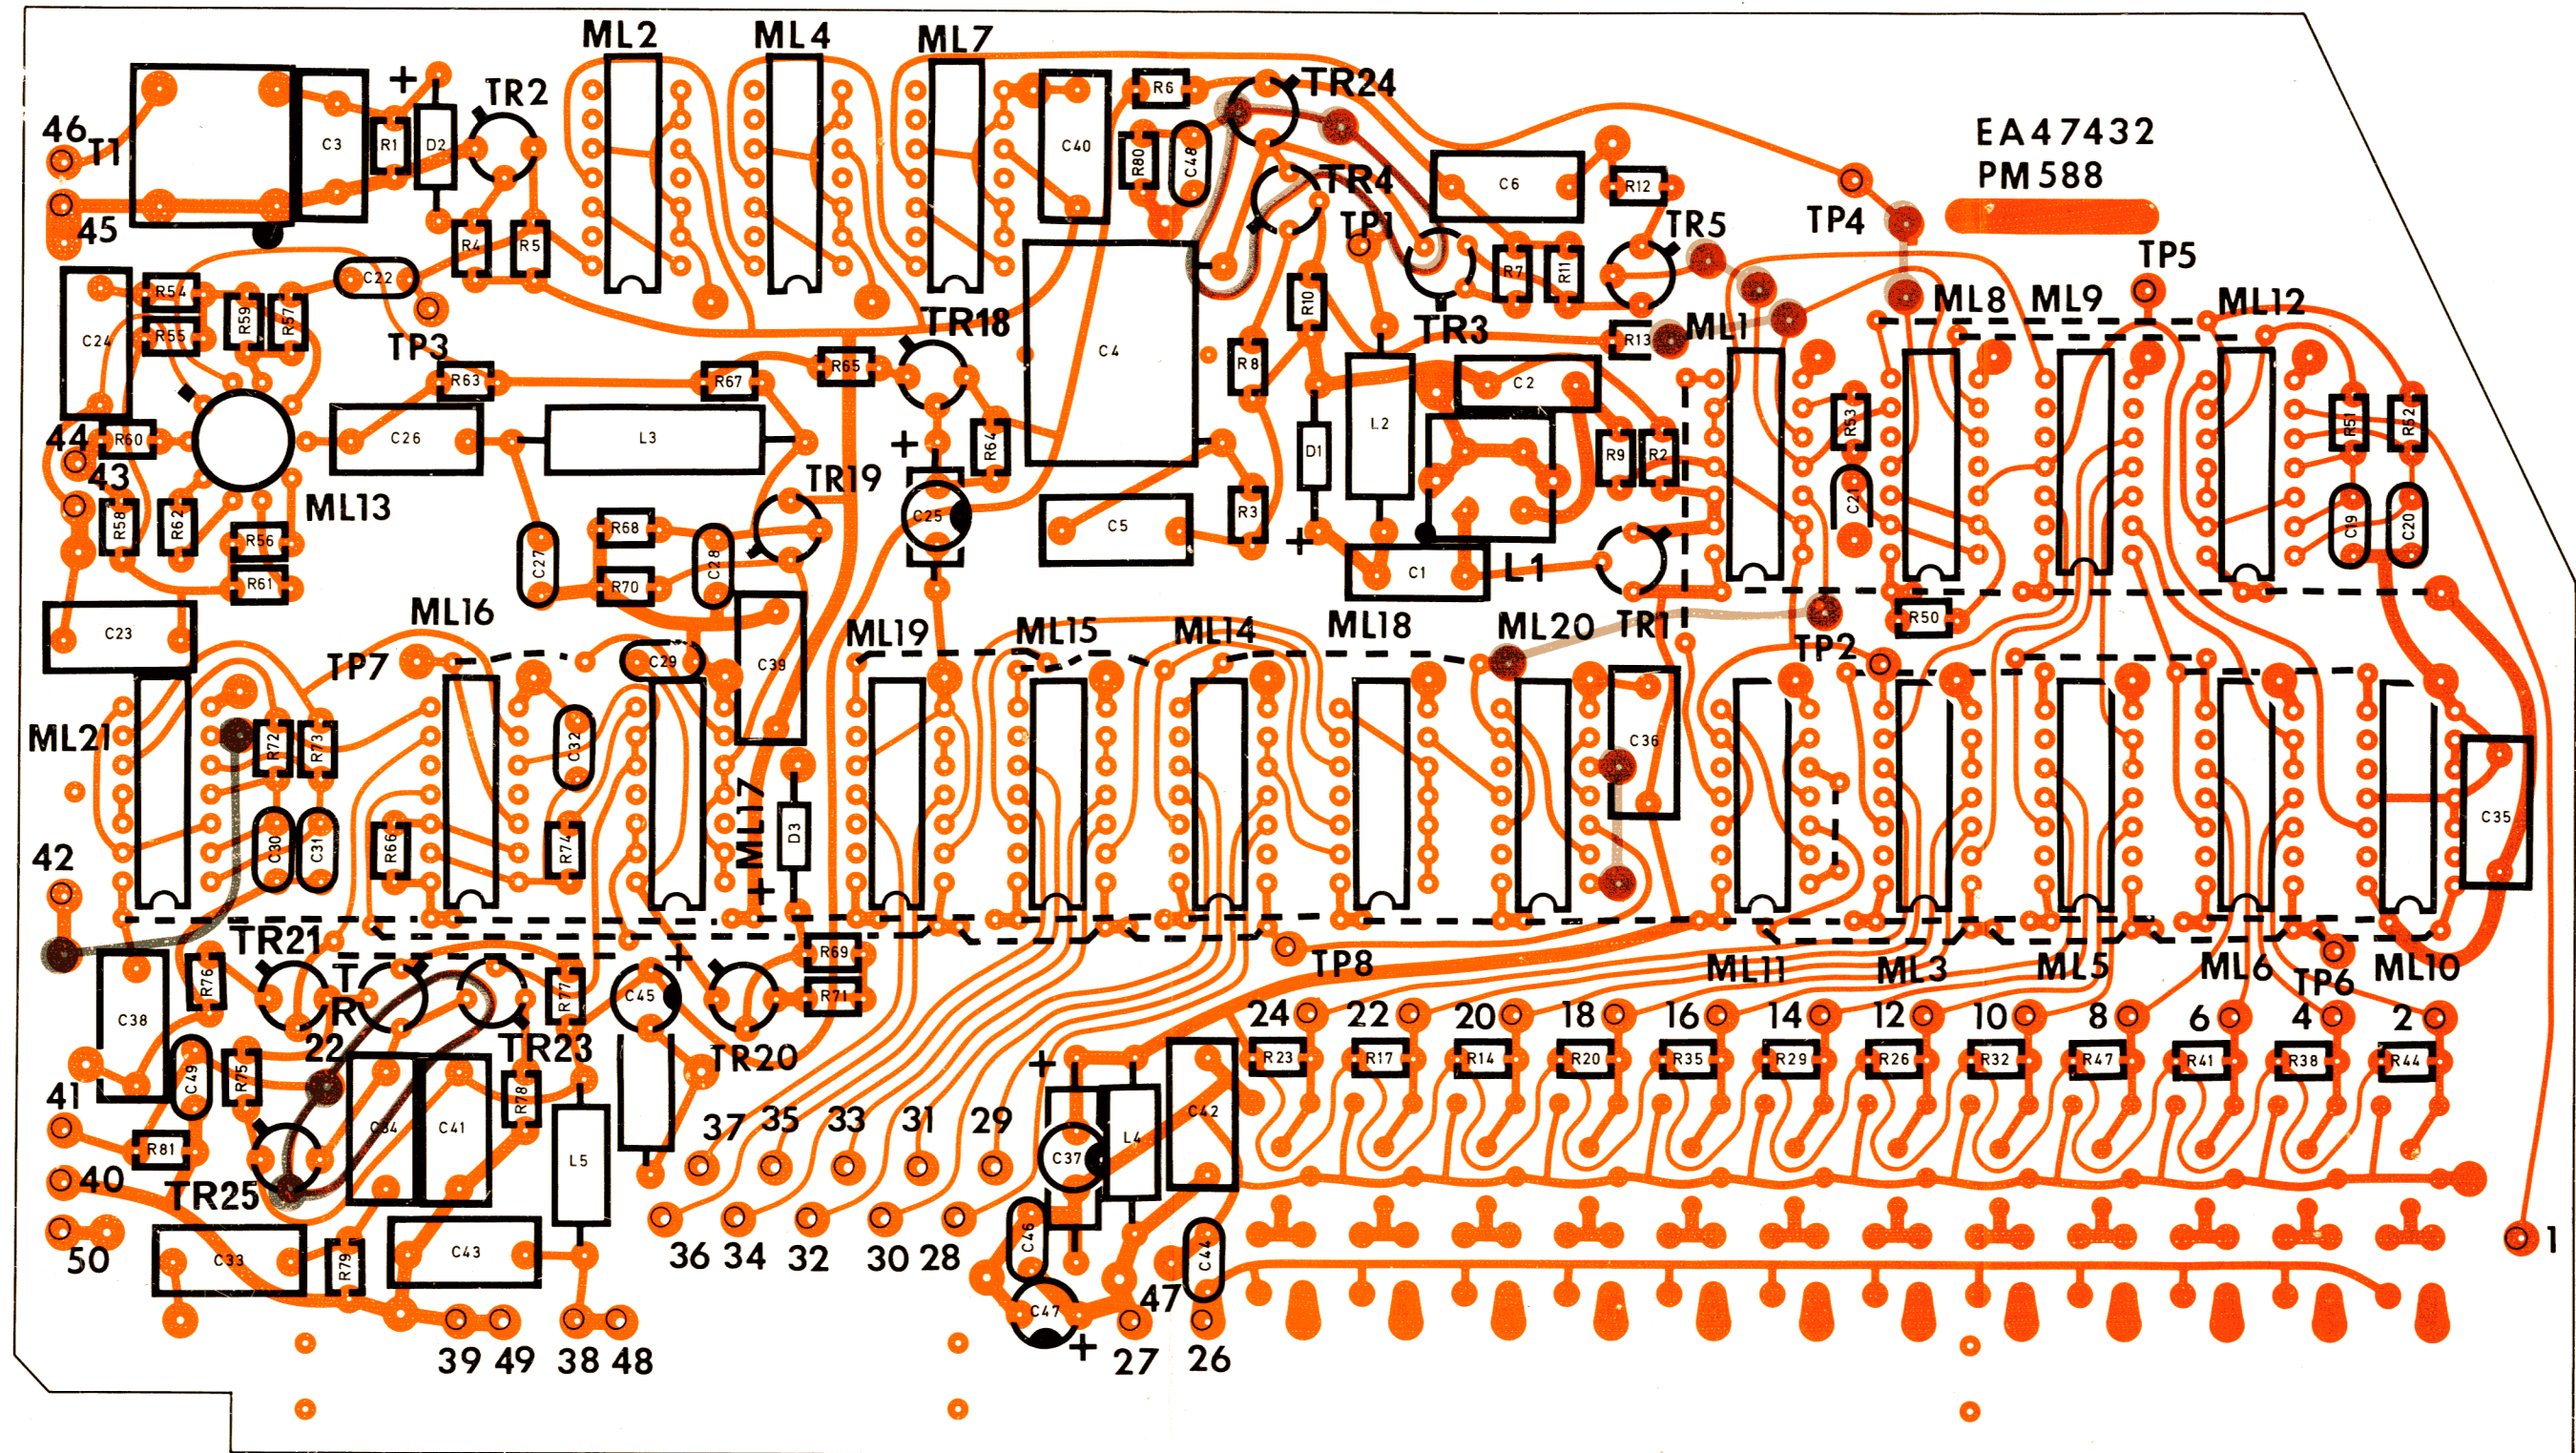 ML2 ML4 ML7
TR24
+ TR2
R6
EA47432
PM588
46 T1 C3 R1 D2 C40 R80 C48
TR4
C6 R12
45 R4 R5
TP1 TR5 TP4
R7 R11
TP5
C22 R54 R59 R57 R55
C24
TP3
R10
TR18 TR3 R13 ML1 ML8 ML9 ML12
C4
R8
R63 R67 R65
C2
44 R60 C26 L3 + R64
D1 L2 R9 R2 R53 R51 R52
43 TR19
R58 R62 ML13
C25 C5 R3 +
C21 C19 C20
R56 R68
R61 C27 R70 C28
C1 L1
C23 ML16
TR1 R50
ML19 ML15 ML14 ML18 ML20
TP7 C29 C39
TP2
ML21 R72 R73 C32
C36
ML17 D3
C35
42 C30 C31 R66 R74
+
TR21 + R69
TP8 ML11 ML3 ML5 ML6 TP6 ML10
R76 T
R
22 R77 C45 R71
C38
24 22 20 18 16 14 12 10 8 6 4 2
TR23 TR20
+ R23 R17 R14 R20 R35 R29 R26 R32 R47 R41 R38 R44
C49 R75 R78
41
C42
R81 C34 C41 L5
37 35 33 31 29
C37 L4
40 TR25
50 C33 R79 C43
36 34 32 30 28
C46 C44
1
47
C47
+
39 49 38 48
27 26